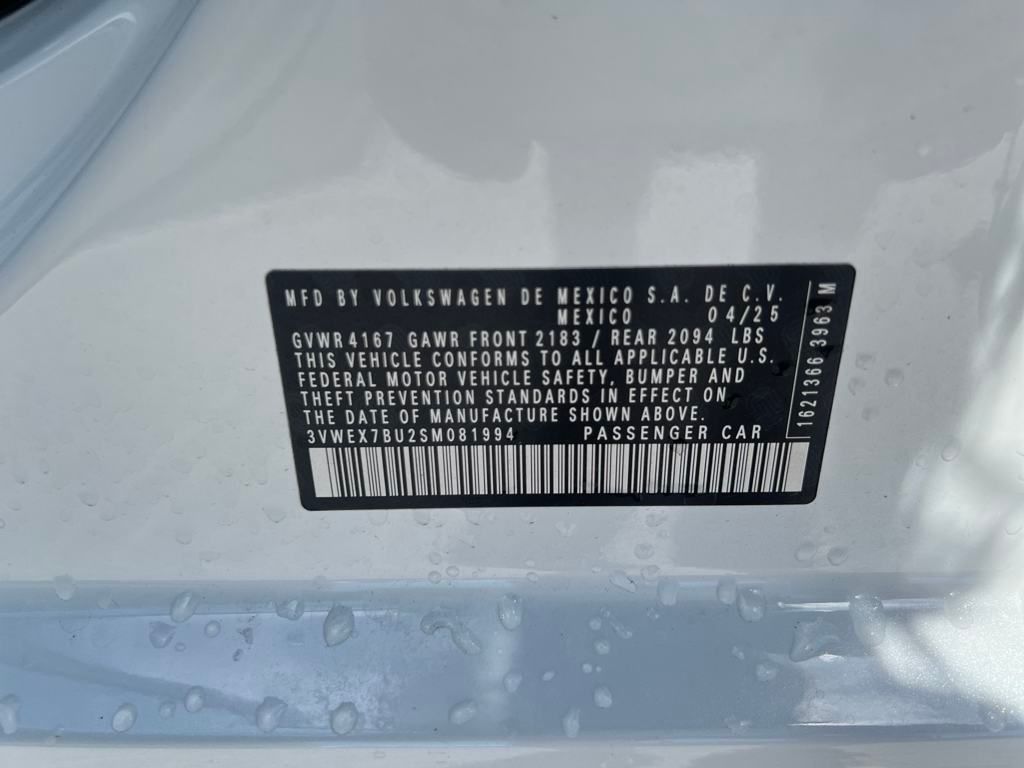 MFD BY VOLKSWAGEN DE MEXICO S.A. DE C.V.
MEXICO 04/25
GVWR 4167 GAWR FRONT 2183 / REAR 2094 LBS
THIS VEHICLE CONFORMS TO ALL APPLICABLE U.S.
FEDERAL MOTOR VEHICLE SAFETY, BUMPER AND
THEFT PREVENTION STANDARDS IN EFFECT ON
THE DATE OF MANUFACTURE SHOWN ABOVE.
3VWEX7BU2SM081994 PASSENGER CAR
1621366 3963 M